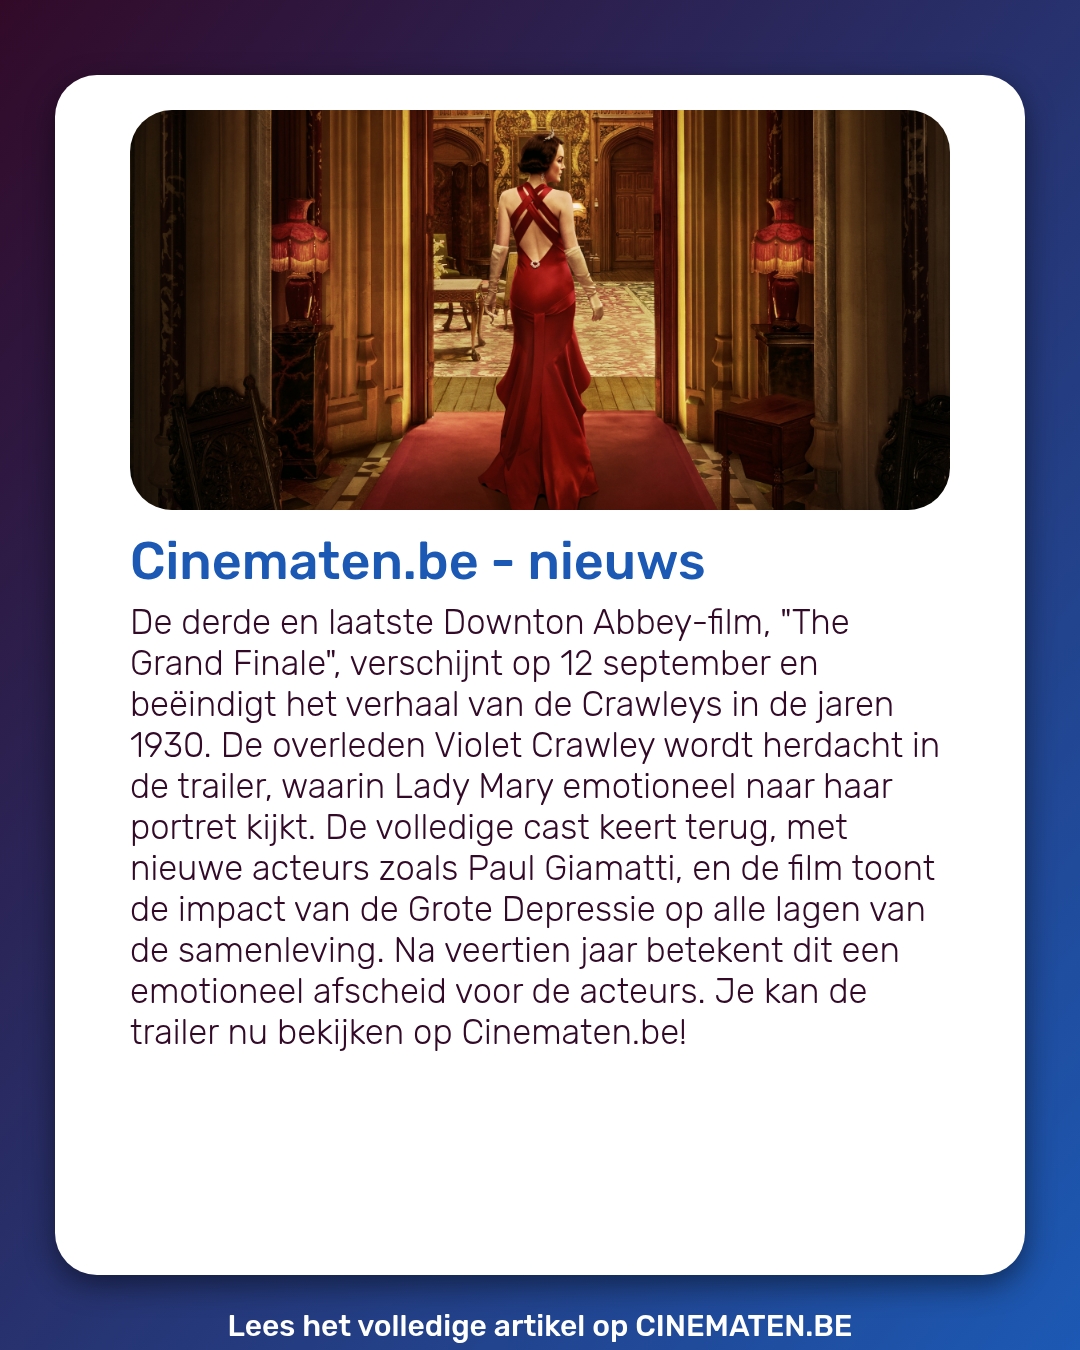 Cinematen.be - nieuws
De derde en laatste Downton Abbey-film, "The
Grand Finale", verschijnt op 12 september en
beëindigt het verhaal van de Crawleys in de jaren
1930. De overleden Violet Crawley wordt herdacht in
de trailer, waarin Lady Mary emotioneel naar haar
portret kijkt. De volledige cast keert terug, met
nieuwe acteurs zoals Paul Giamatti, en de film toont
de impact van de Grote Depressie op alle lagen van
de samenleving. Na veertien jaar betekent dit een
emotioneel afscheid voor de acteurs. Je kan de
trailer nu bekijken op Cinematen.be!
Lees het volledige artikel op CINEMATEN.BE